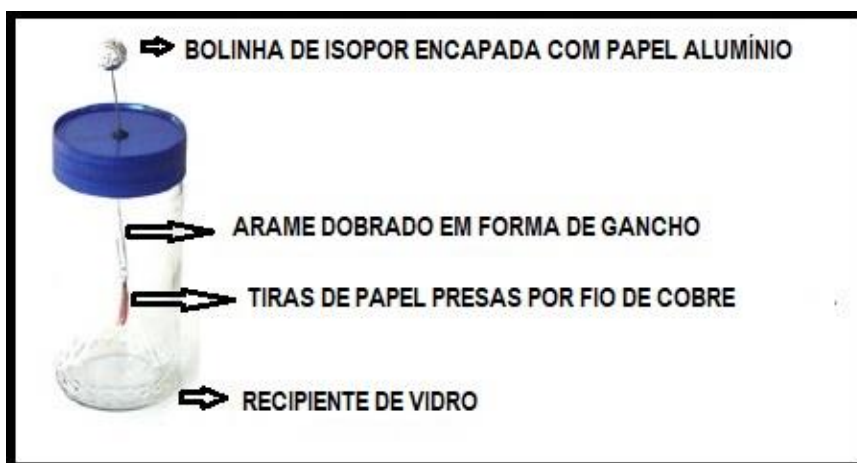 BOLINHA DE ISOPOR ENCAPADA COM PAPEL ALUMÍNIO
ARAME DOBRADO EM FORMA DE GANCHO
TIRAS DE PAPEL PRESAS POR FIO DE COBRE
RECIPIENTE DE VIDRO